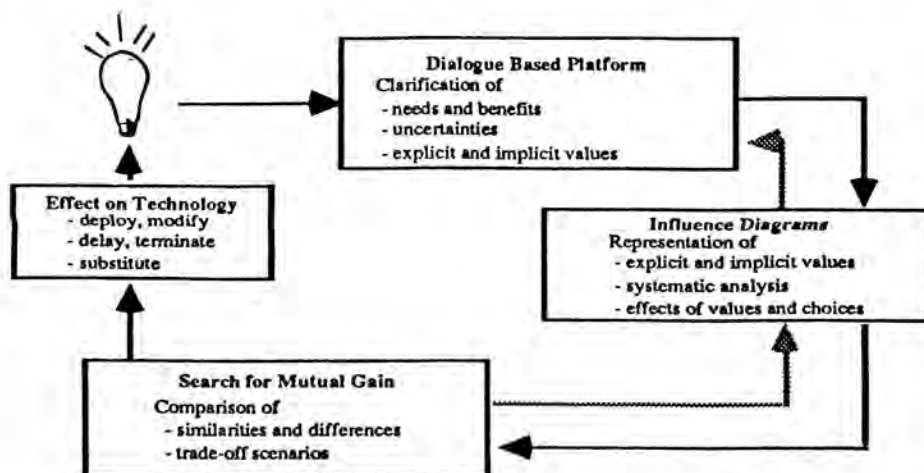 Dialogue Based Platform
Clarification of
- needs and benefits
- uncertainties
- explicit and implicit values
Effect on Technology
- deploy, modify
- delay, terminate
- substitute
Influence Diagrams
Representation of
- explicit and implicit values
- systematic analysis
- effects of values and choices
Search for Mutual Gain
Comparison of
- similarities and differences
- trade-off scenarios